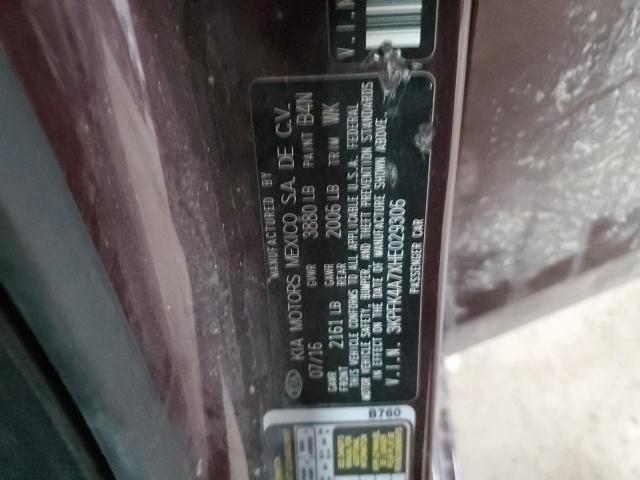 V.I.N
MANUFACTURED BY
KIA KIA MOTORS MEXICO S.A. DE C.V.
07/16 GVWR 3880 LB PAINT B4N
GAWR FRONT 2161 LB GAWR REAR 2006 LB TRIM WK
THIS VEHICLE CONFORMS TO ALL APPLICABLE U.S.A. FEDERAL
MOTOR VEHICLE SAFETY, BUMPER, AND THEFT PREVENTION STANDARDS
IN EFFECT ON THE DATE OF MANUFACTURE SHOWN ABOVE.
V.I.N. 3KPFK4A7XHE029306
PASSENGER CAR
B760